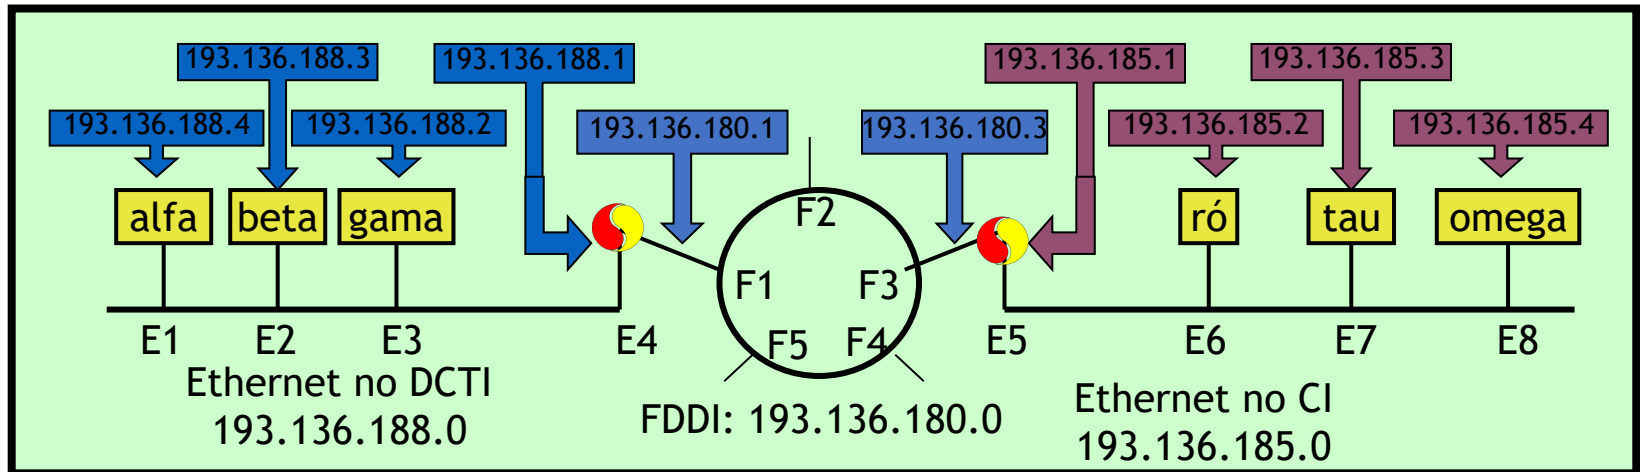 193.136.188.3
193.136.188.1
193.136.185.1
193.136.185.3
193.136.188.4
193.136.188.2
193.136.180.1
193.136.180.3
193.136.185.2
193.136.185.4
alfa
beta
gama
F2
ró
tau
omega
F1
F3
E1
E2
E3
E4
F5
F4
E5
E6
E7
E8
Ethernet no DCTI
193.136.188.0
FDDI: 193.136.180.0
Ethernet no CI
193.136.185.0